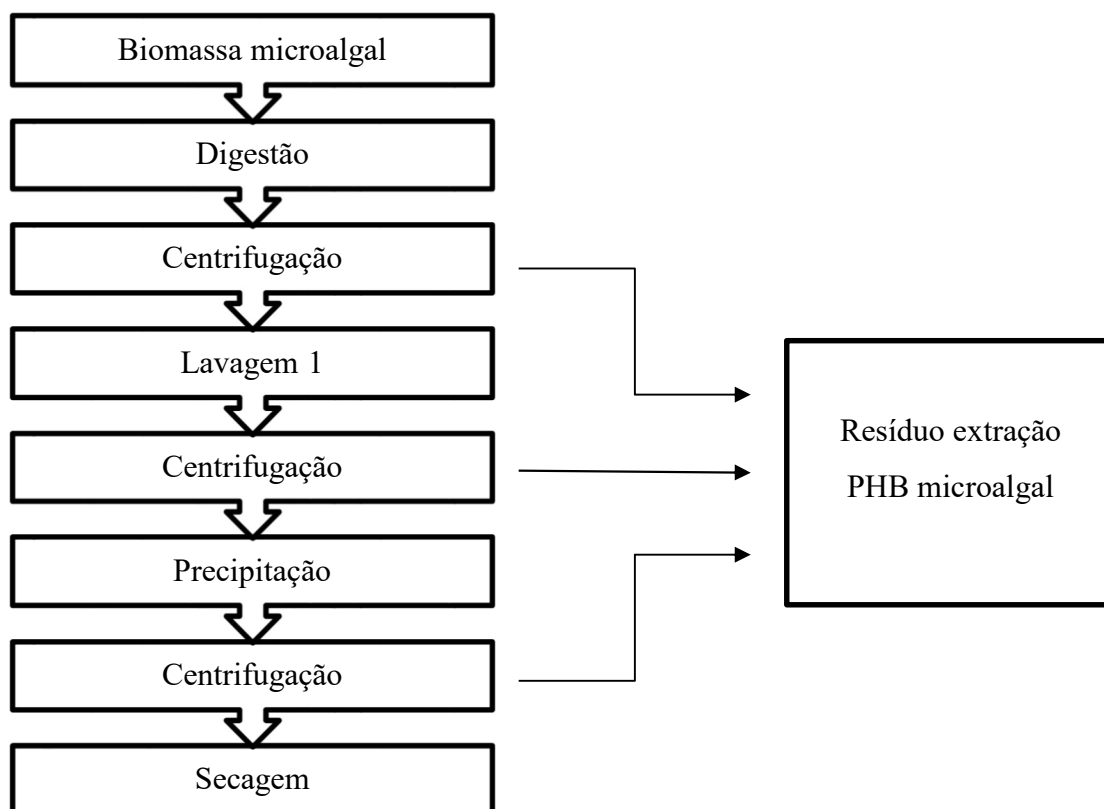 Biomassa microalgal
Digestão
Centrifugação
Lavagem 1
Centrifugação
Precipitação
Centrifugação
Secagem
Resíduo extração
PHB microalgal